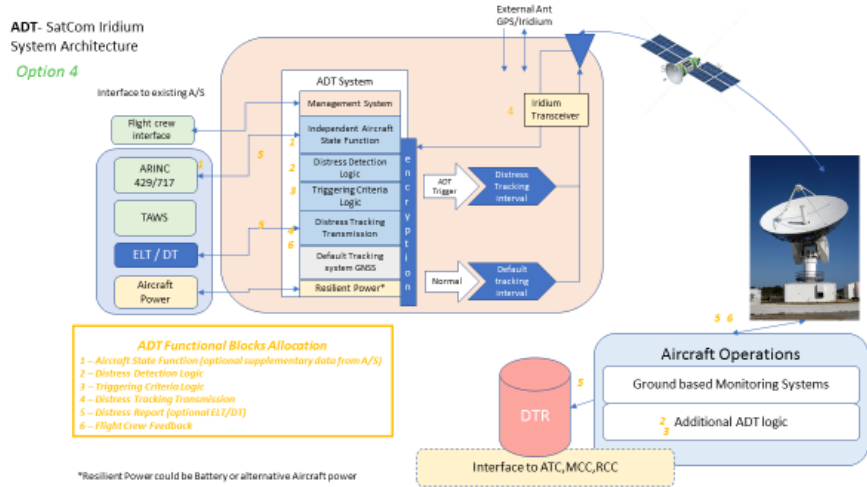 ADT- SatCom Iridium
System Architecture
Option 4
External Ant
GPS/Iridium
Interface to existing A/S
Flight crew
interface
1
ARINC
429/717
TAWS
ELT / DT
Aircraft
Power
5
5
ADT System
Management System
1
Independent Aircraft
State Function
2
Distress Detection
Logic
3
Triggering Criteria
Logic
4
Distress Tracking
Transmission
6
Default Tracking
system GNSS
Resilient Power*
encryption
4
Iridium
Transceiver
ADT
Trigger
Distress
Tracking
Interval
Normal
Default
tracking
interval
ADT Functional Blocks Allocation
1 – Aircraft State Function (optional supplementary data from A/S)
2 – Distress Detection Logic
3 – Triggering Criteria Logic
4 – Distress Tracking Transmission
5 – Distress Report (optional ELT/DT)
6 – Flight Crew Feedback
5 6
Aircraft Operations
Ground based Monitoring Systems
2
3
Additional ADT logic
5
DTR
Interface to ATC,MCC,RCC
*Resilient Power could be Battery or alternative Aircraft power